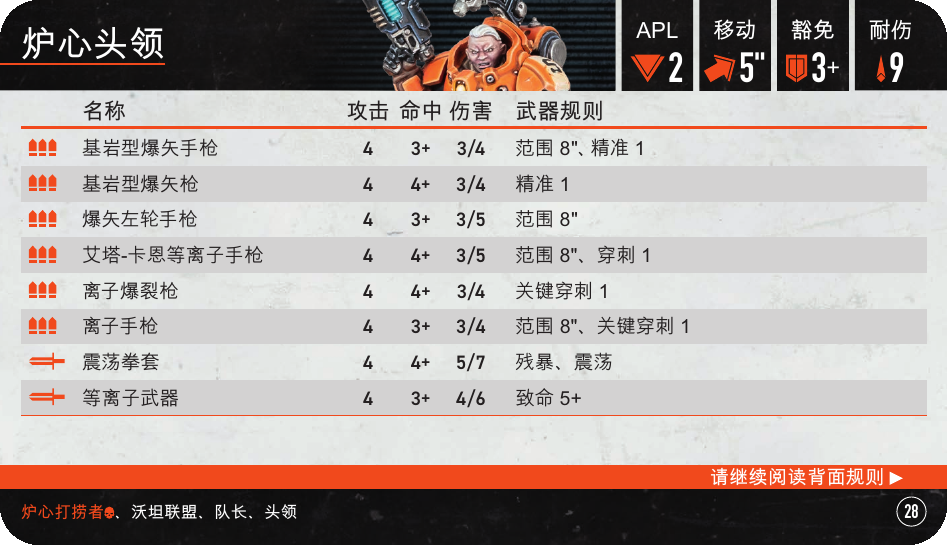 炉心头领
APL 移动 豁免 耐伤
2 5" 3+ 9
名称 攻击 命中 伤害 武器规则
基岩型爆矢手枪 4 3+ 3/4 范围 8"、精准 1
基岩型爆矢枪 4 4+ 3/4 精准 1
爆矢左轮手枪 4 3+ 3/5 范围 8"
艾塔-卡恩等离子手枪 4 4+ 3/5 范围 8"、穿刺 1
离子爆裂枪 4 4+ 3/4 关键穿刺 1
离子手枪 4 3+ 3/4 范围 8"、关键穿刺 1
震荡拳套 4 4+ 5/7 残暴、震荡
等离子武器 4 3+ 4/6 致命 5+
请继续阅读背面规则 ▶
炉心打捞者、沃坦联盟、队长、头领
28